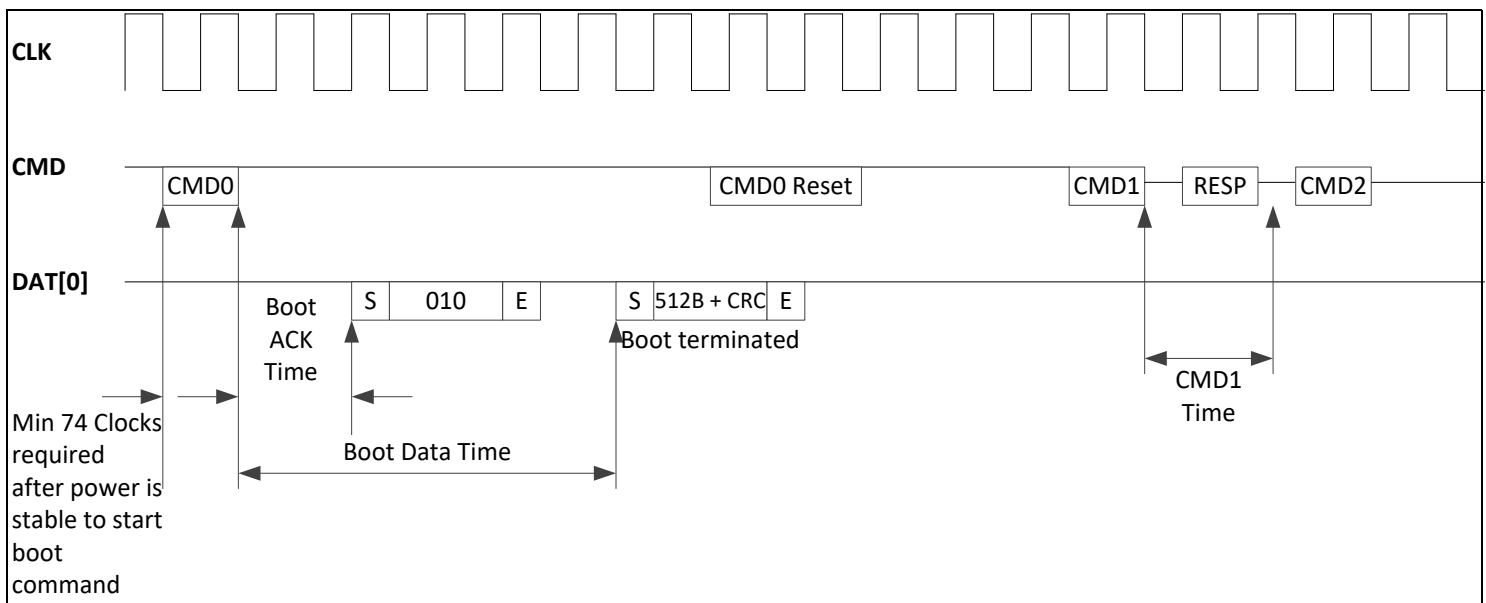 CLK
CMD
CMD0
CMD0 Reset
CMD1
RESP
CMD2
DAT[0]
S
010
E
S
512B + CRC
E
Boot
ACK
Time
Boot terminated
CMD1
Time
Min 74 Clocks
required
after power is
stable to start
boot
command
Boot Data Time